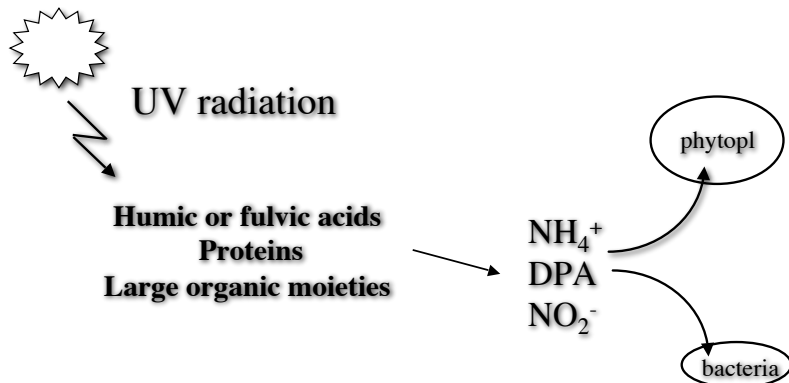 UV radiation
Humic or fulvic acids
Proteins
Large organic moieties
NH₄⁺
DPA
NO₂⁻
phytopl
bacteria